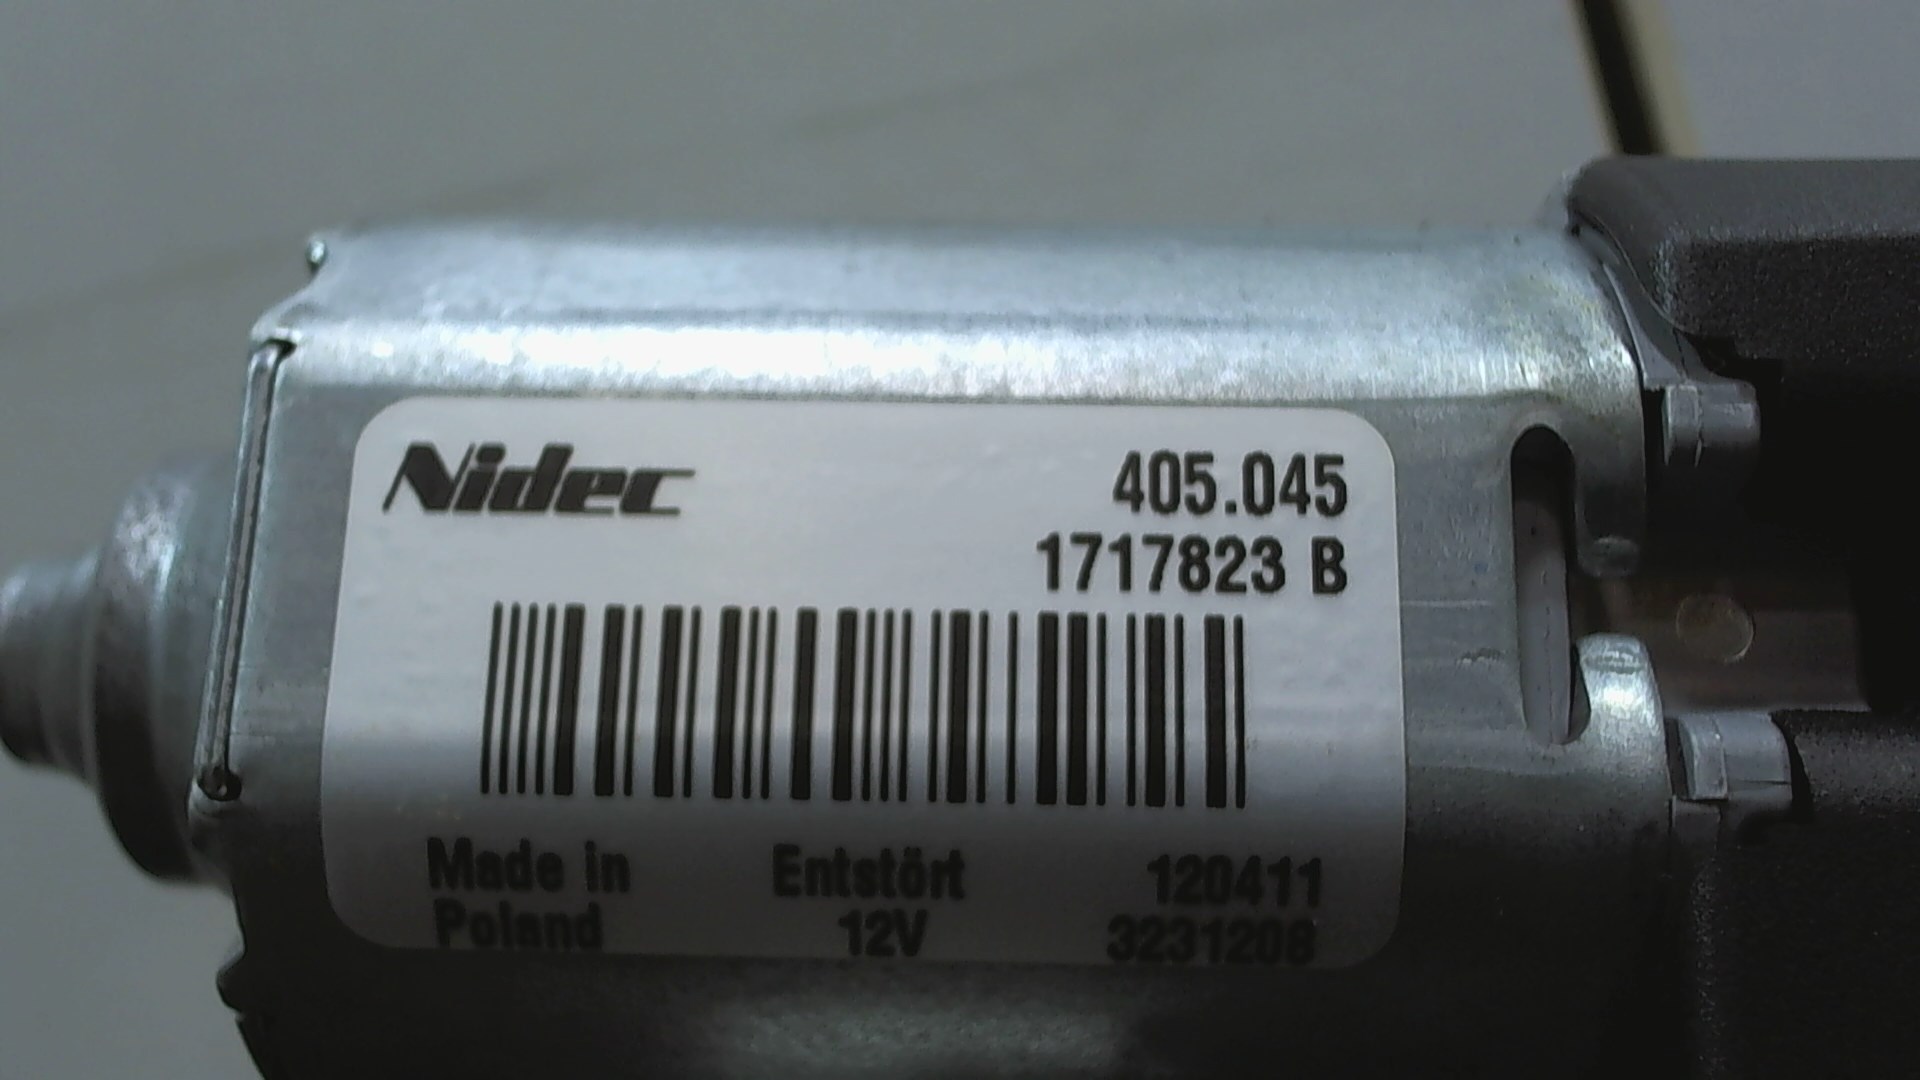 Nidec
405.045
1717823 B
Made in Entstört 120411
Poland 12V 3231208